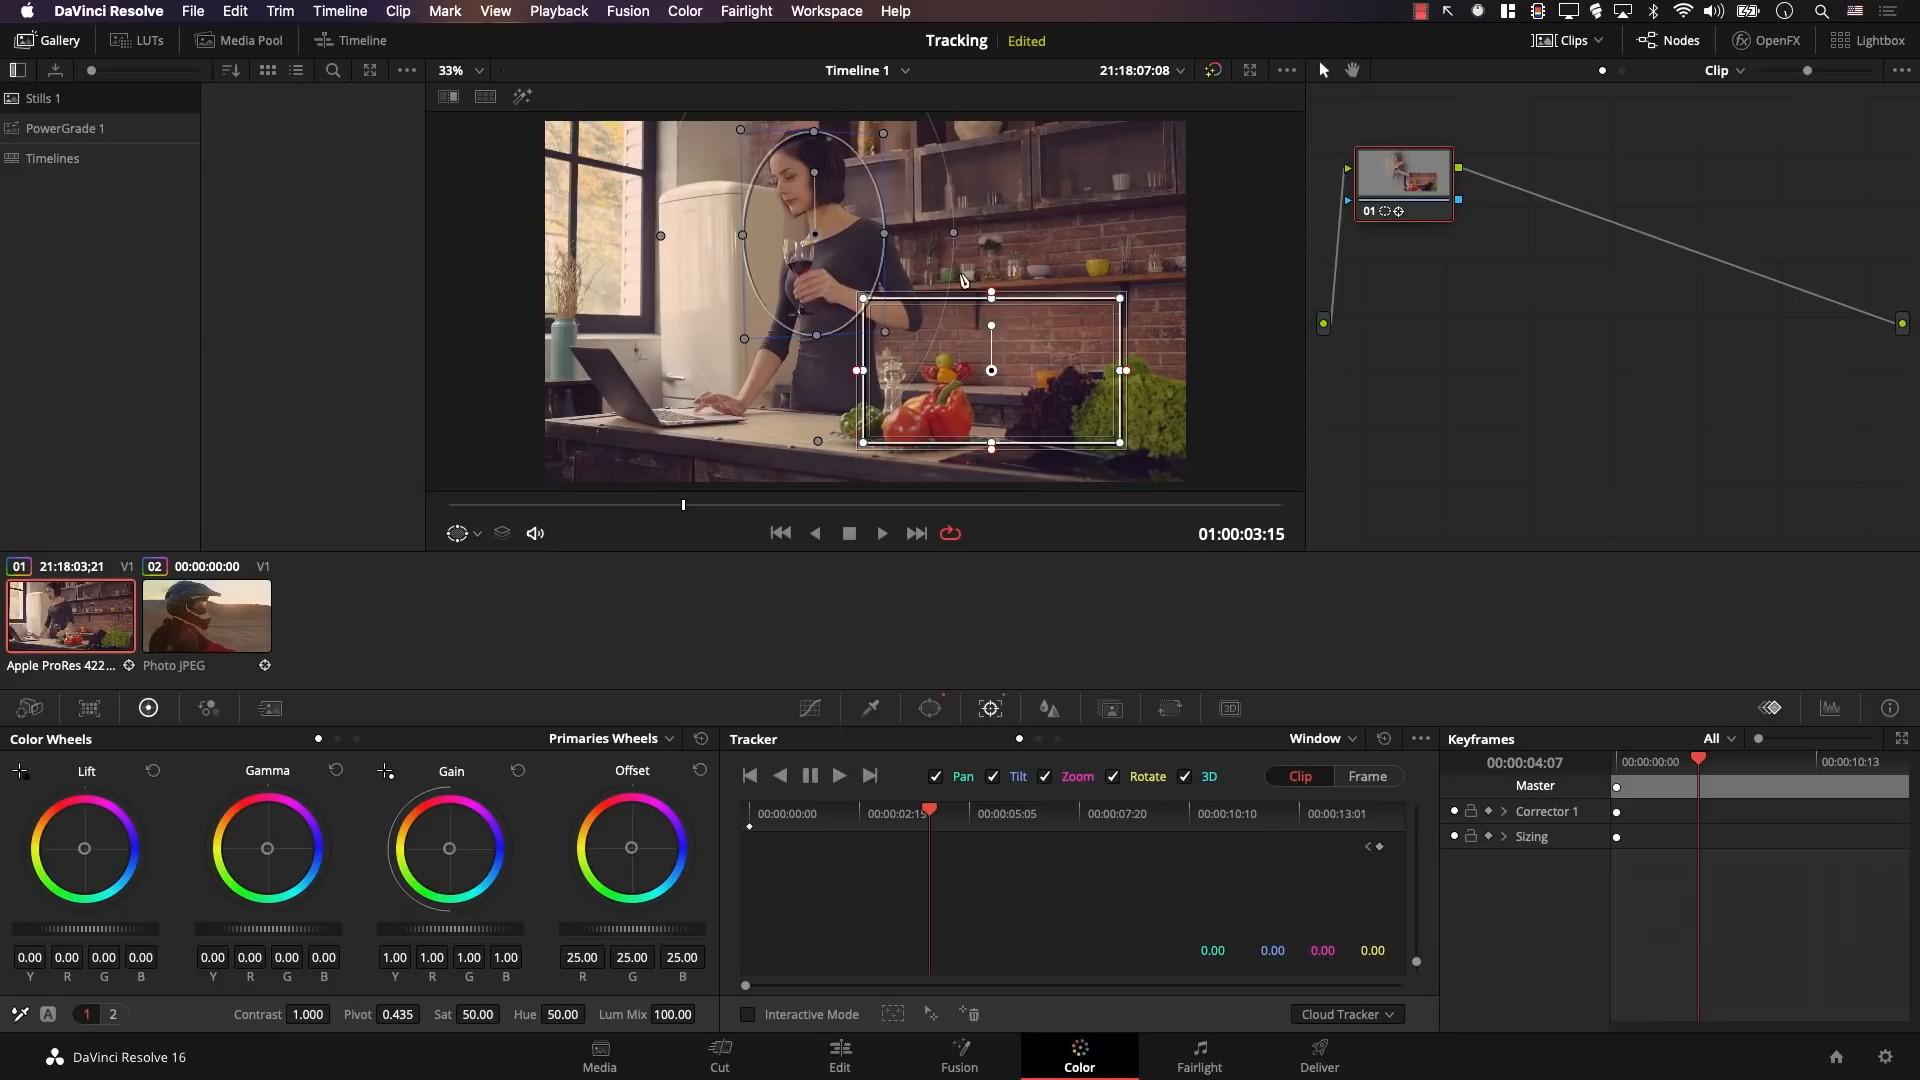 DaVinci Resolve File Edit Trim Timeline Clip Mark View Playback Fusion Color Fairlight Workspace Help
Gallery LUTs Media Pool Timeline Tracking Edited Clips Nodes OpenFX Lightbox
33% Timeline 1 21:18:07:08 Clip
Stills 1
PowerGrade 1
Timelines
01
01:00:03:15
01 21:18:03;21 V1 02 00:00:00:00 V1
Apple ProRes 422... Photo JPEG
3D
Color Wheels Primaries Wheels Tracker Window Keyframes All
Lift Gamma Gain Offset
Pan Tilt Zoom Rotate 3D Clip Frame
00:00:04:07 00:00:00:00 00:00:10:13
Master
Corrector 1
Sizing
00:00:00:00 00:00:02:15 00:00:05:05 00:00:07:20 00:00:10:10 00:00:13:01
0.00 0.00 0.00 0.00
0.00 0.00 0.00 0.00 0.00 0.00 0.00 0.00 1.00 1.00 1.00 1.00 25.00 25.00 25.00
Y R G B Y R G B Y R G B R G B
A 1 2 Contrast 1.000 Pivot 0.435 Sat 50.00 Hue 50.00 Lum Mix 100.00
Interactive Mode Cloud Tracker
DaVinci Resolve 16
Media Cut Edit Fusion Color Fairlight Deliver